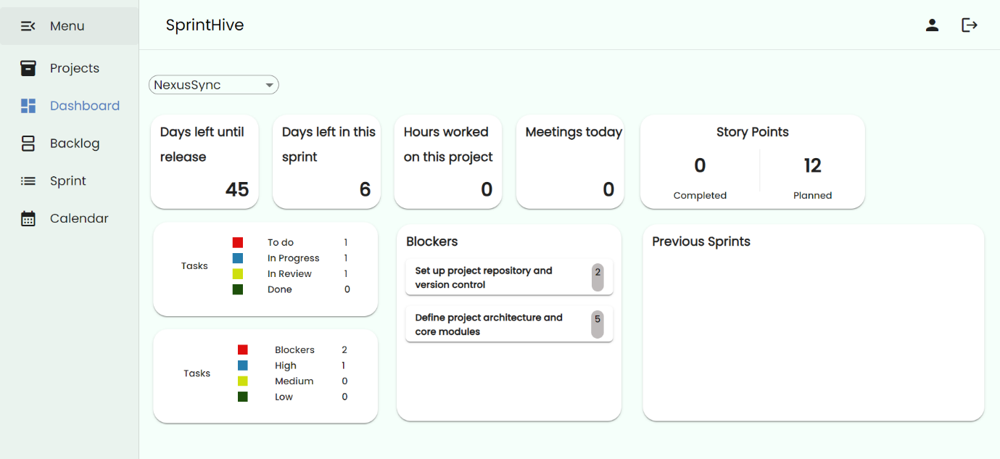 Menu
Projects
Dashboard
Backlog
Sprint
Calendar
SprintHive
NexusSync
Days left until
release
45
Days left in this
sprint
6
Hours worked
on this project
0
Meetings today
0
Story Points
0
Completed
12
Planned
Tasks
To do 1
In Progress 1
In Review 1
Done 0
Tasks
Blockers 2
High 1
Medium 0
Low 0
Blockers
Set up project repository and
version control
2
Define project architecture and
core modules
5
Previous Sprints